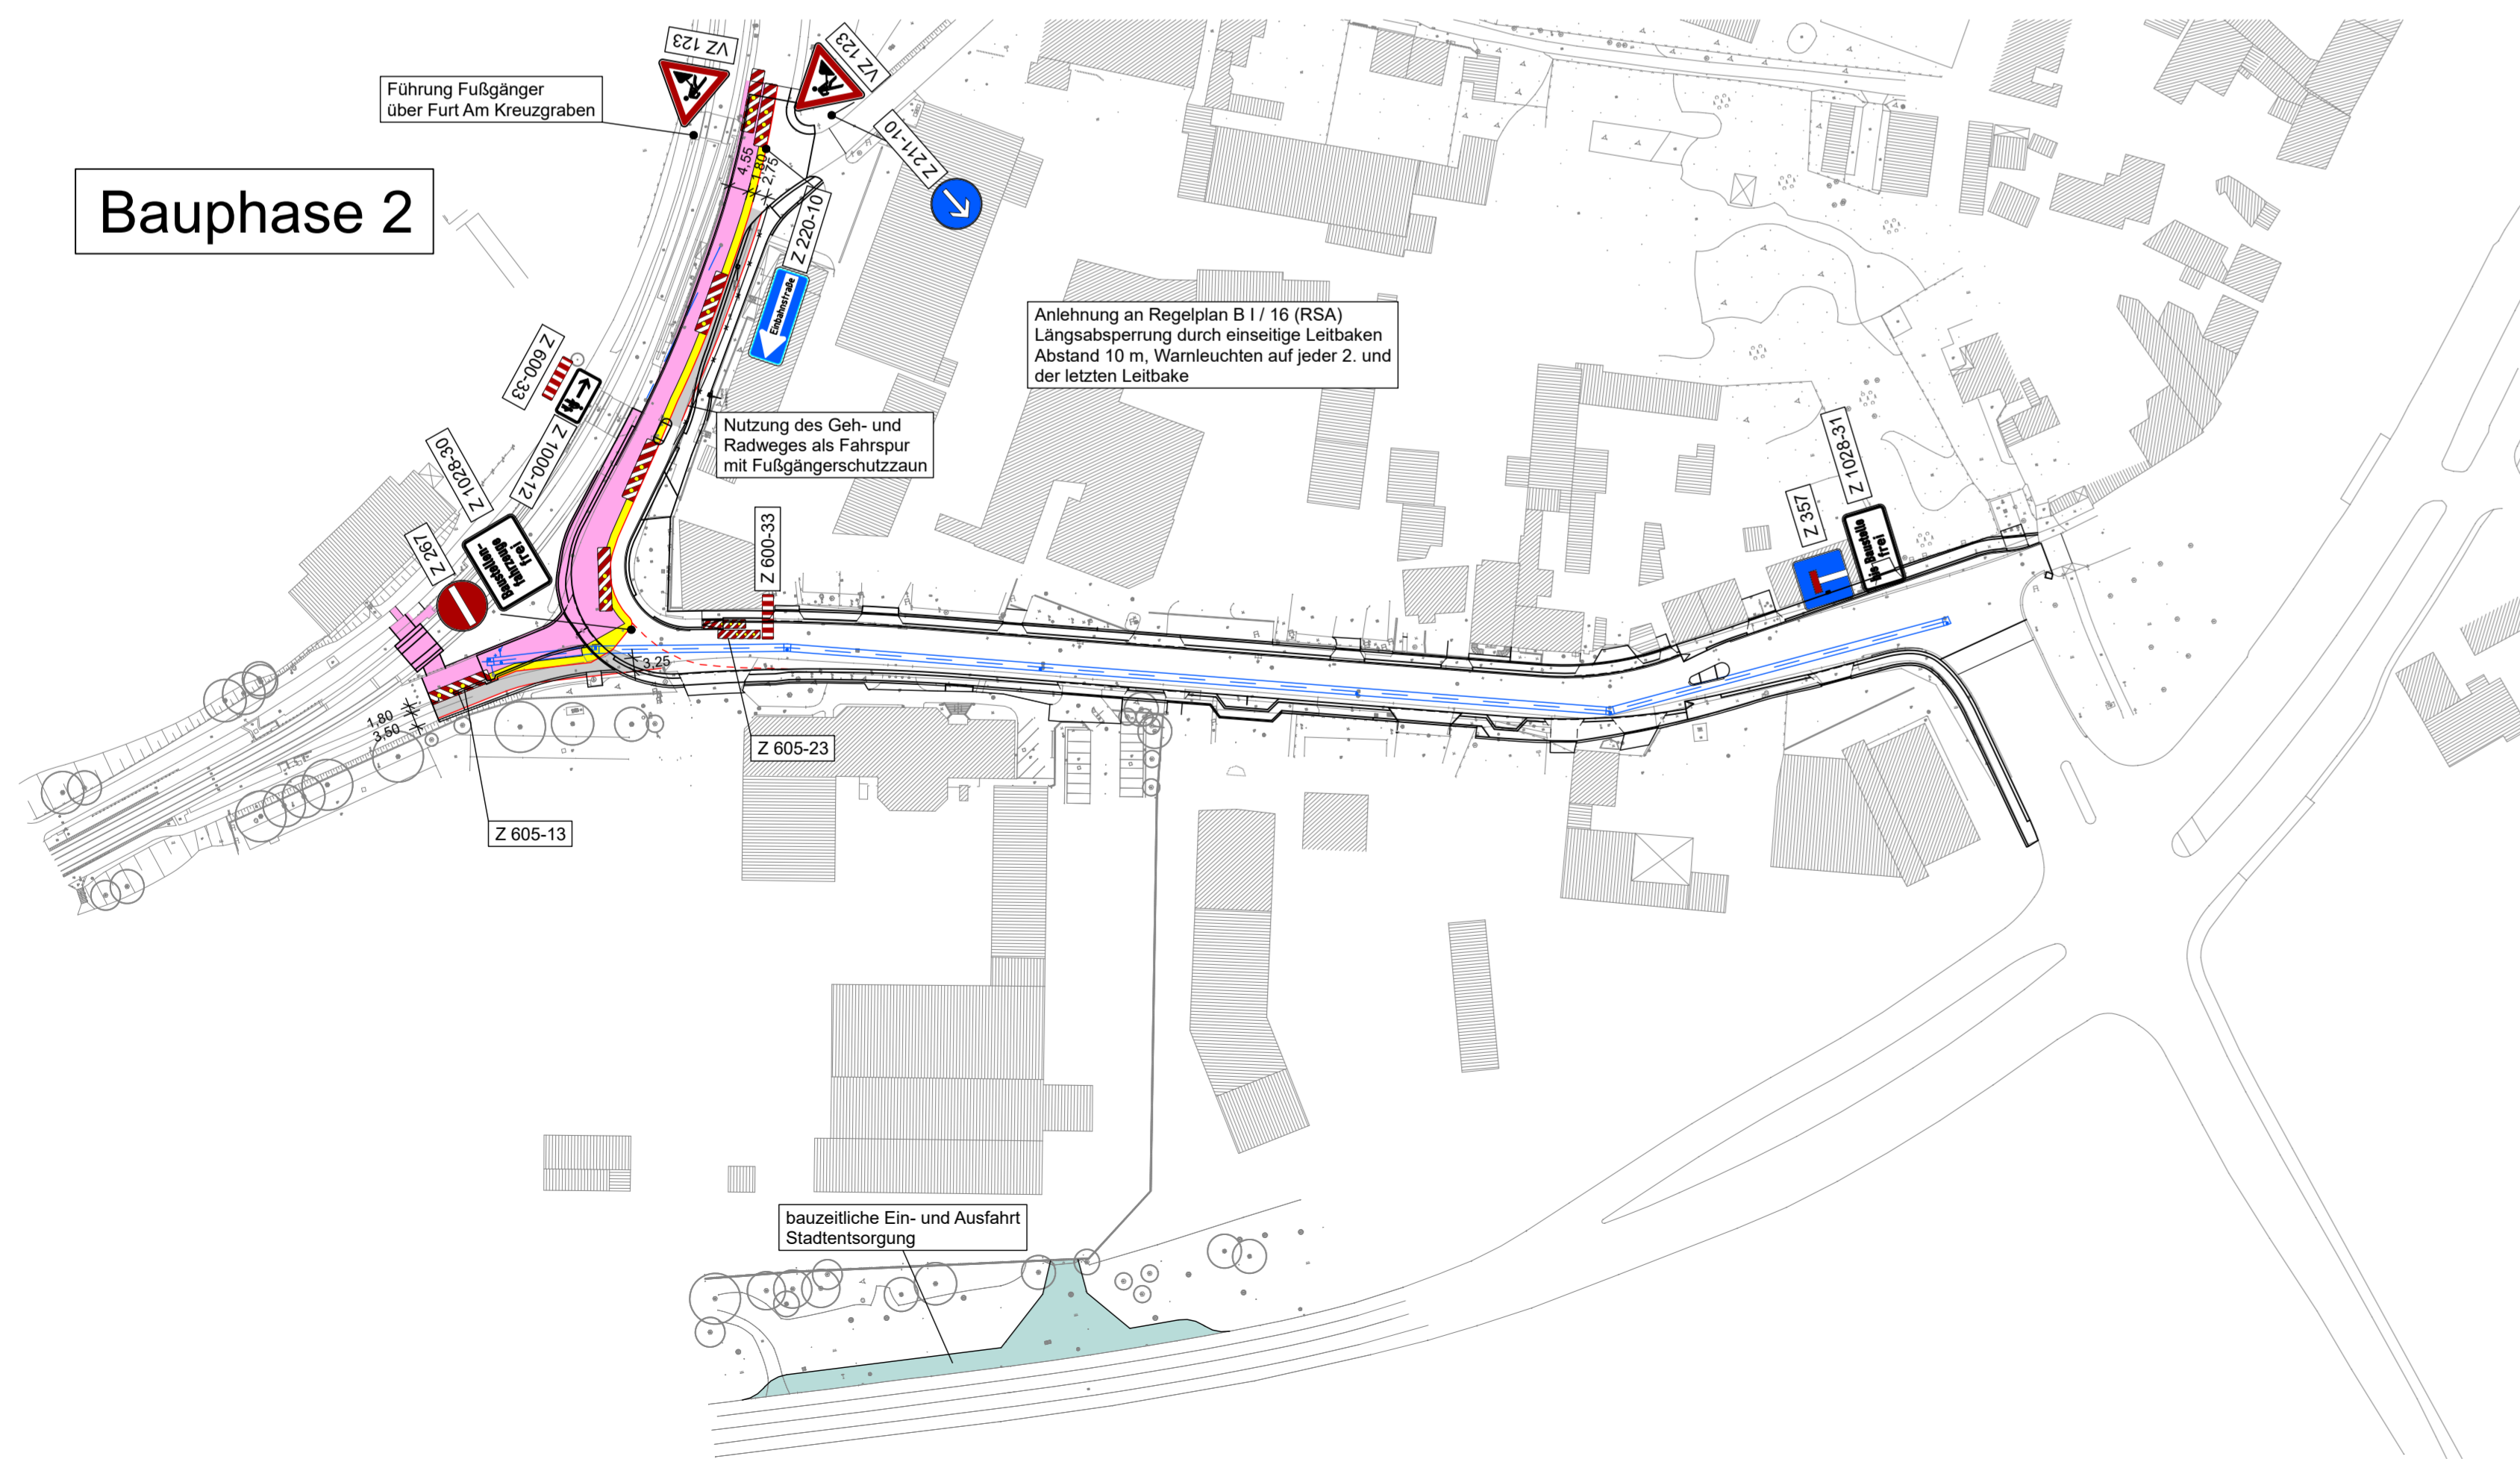 VZ 123
VZ 123
Führung Fußgänger
über Furt Am Kreuzgraben
Bauphase 2
Z 211-10
4,55
1,80
2,75
Z 220-10
Einbahnstraße
Anlehnung an Regelplan B I / 16 (RSA)
Längsabsperrung durch einseitige Leitbaken
Abstand 10 m, Warnleuchten auf jeder 2. und
der letzten Leitbake
Z 600-33
Z 1000-12
Nutzung des Geh- und
Radweges als Fahrspur
mit Fußgängerschutzzaun
Z 1028-30
Z 267
Baustellen-
fahrzeuge
frei
Z 600-33
Z 1028-31
Z 357
bis Baustelle
frei
3,25
1,80
3,50
Z 605-23
Z 605-13
bauzeitliche Ein- und Ausfahrt
Stadtentsorgung